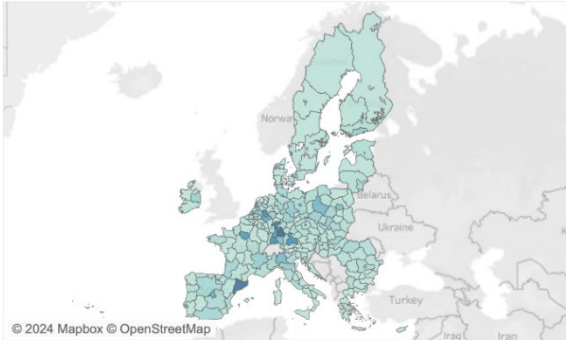 Norway
Belarus
Ukraine
Turkey
Iraq
Iran
© 2024 Mapbox © OpenStreetMap